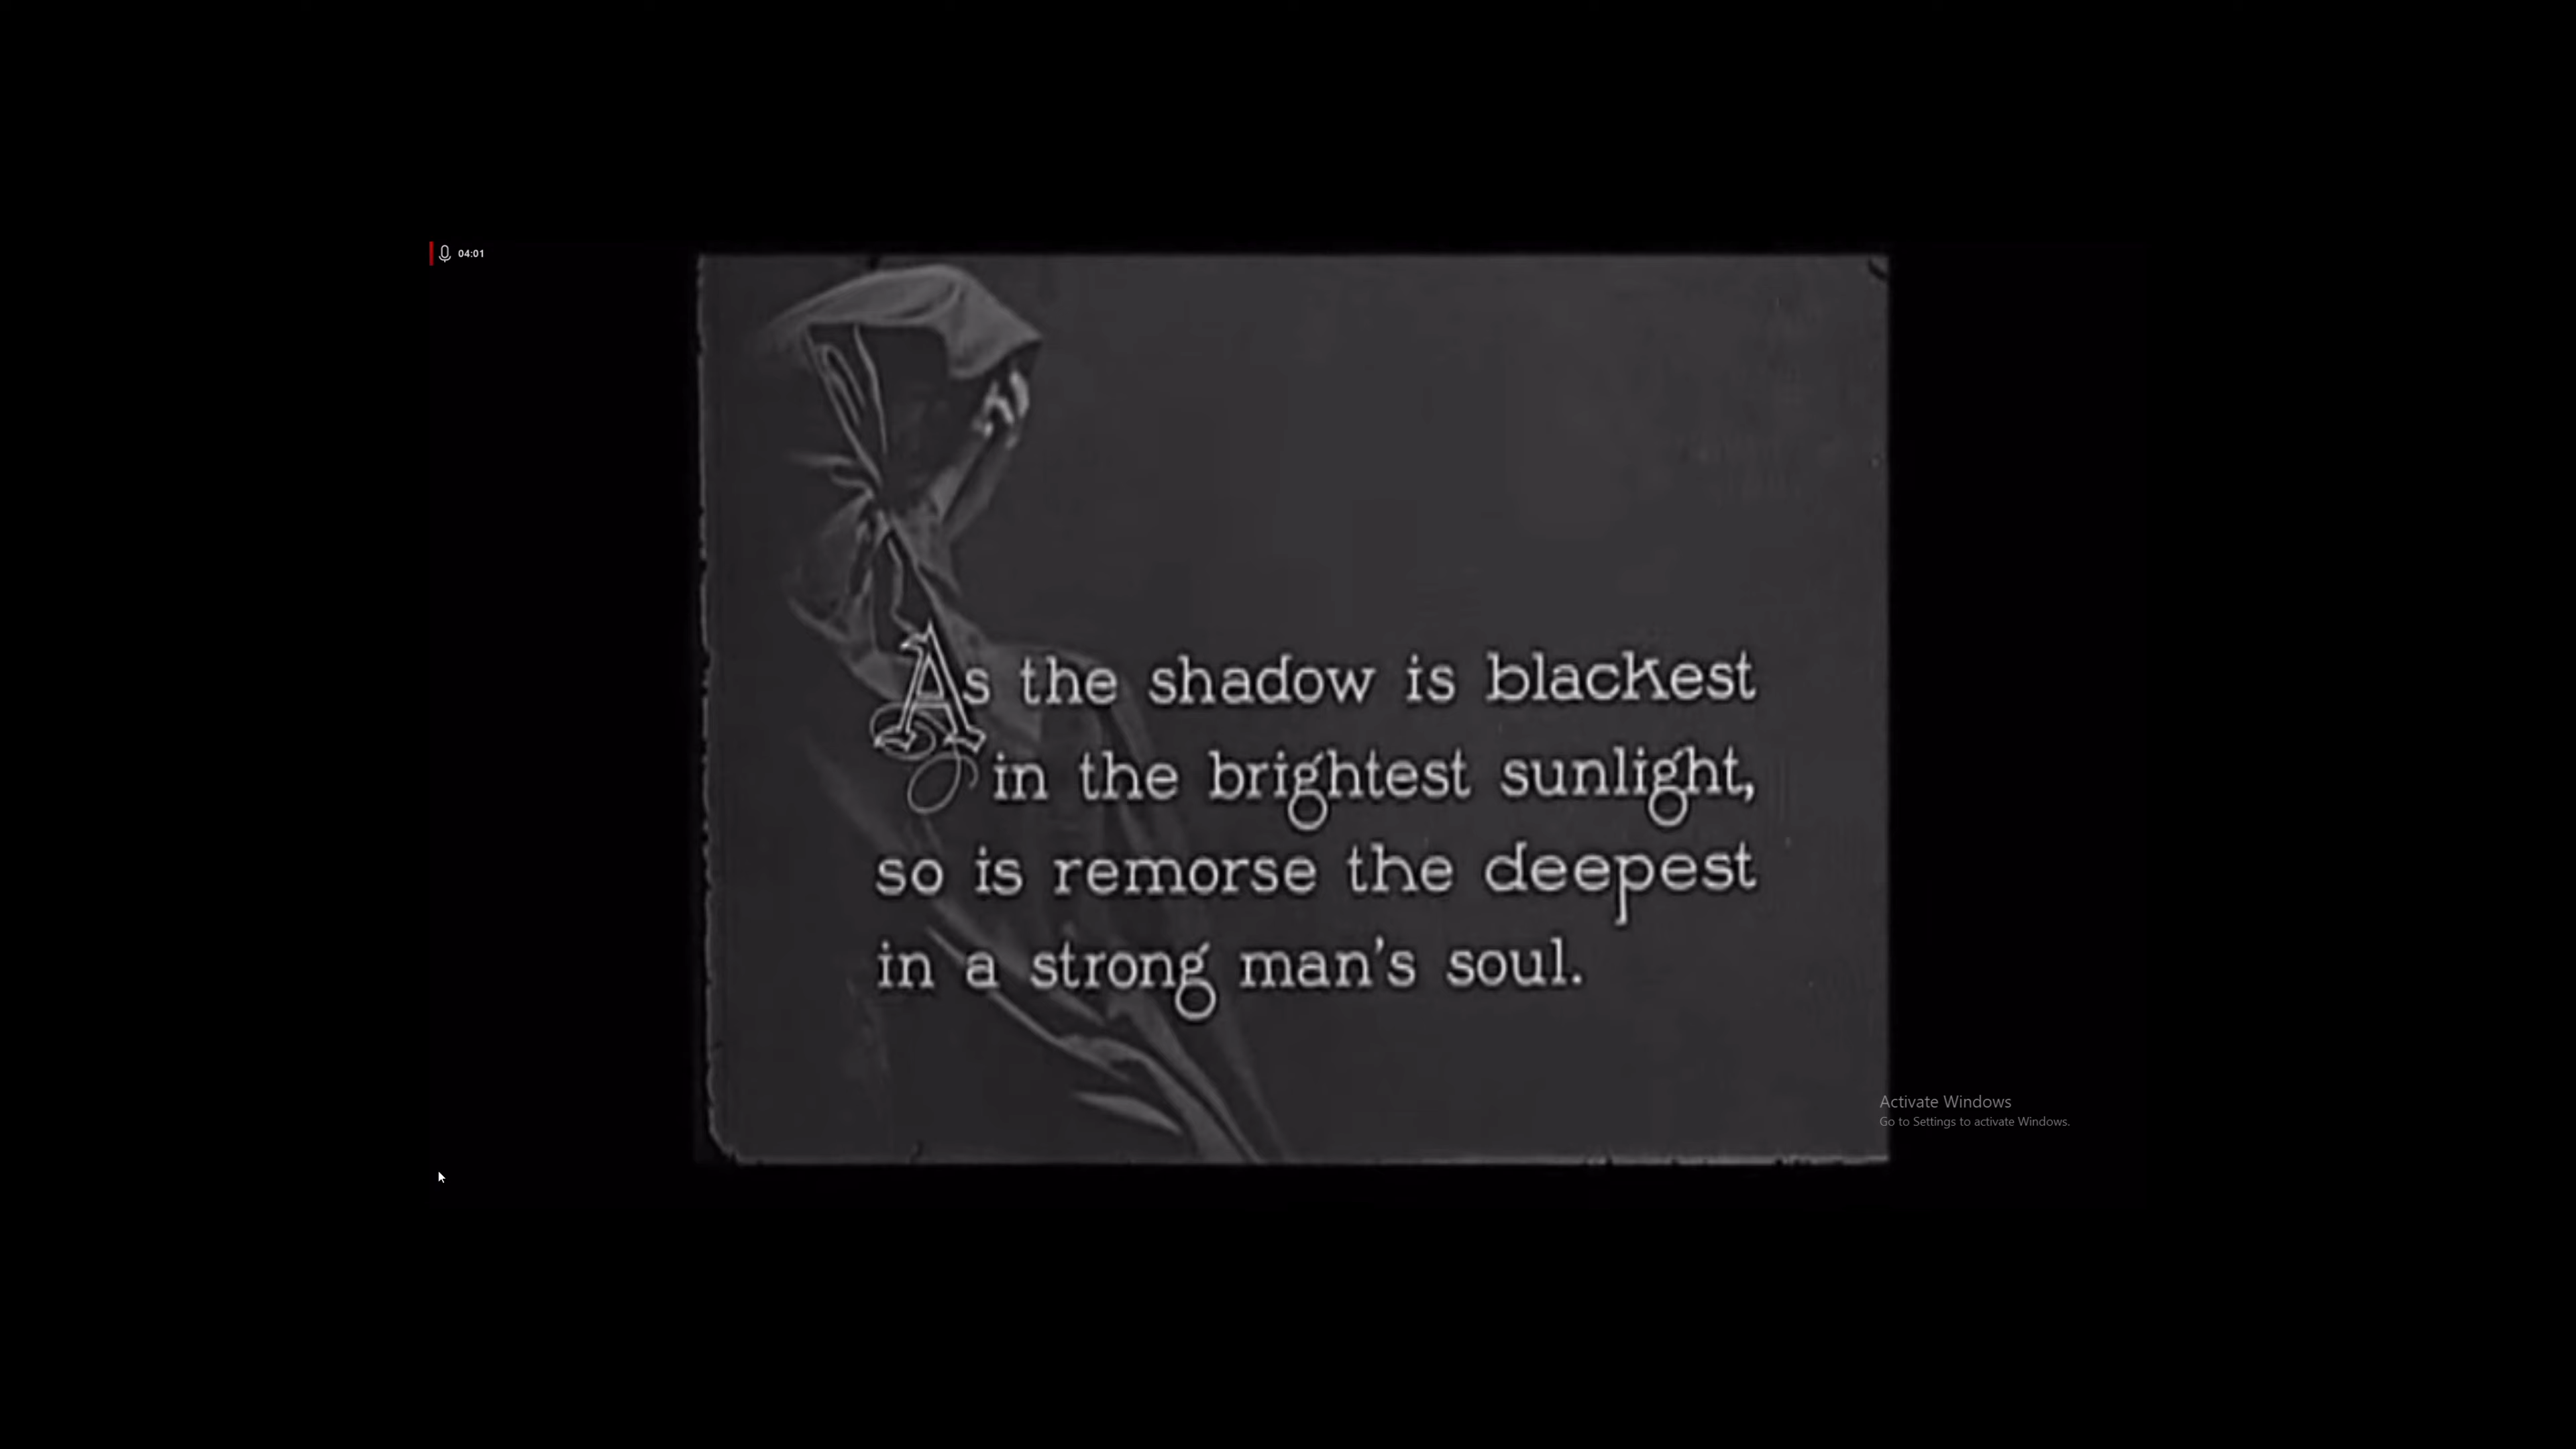 04:01
As the shadow is blackest
in the brightest sunlight,
so is remorse the deepest
in a strong man's soul.
Activate Windows
Go to Settings to activate Windows.